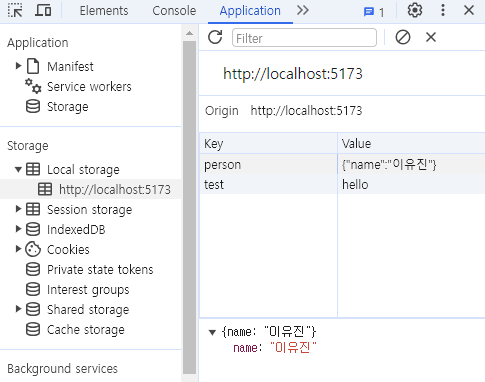 Elements Console Application >> 1
Application
Manifest
Service workers
Storage
Storage
Local storage
http://localhost:5173
Session storage
IndexedDB
Cookies
Private state tokens
Interest groups
Shared storage
Cache storage
Background services
Filter
http://localhost:5173
Origin http://localhost:5173
Key Value
person {"name":"이유진"}
test hello
{name: "이유진"}
name: "이유진"